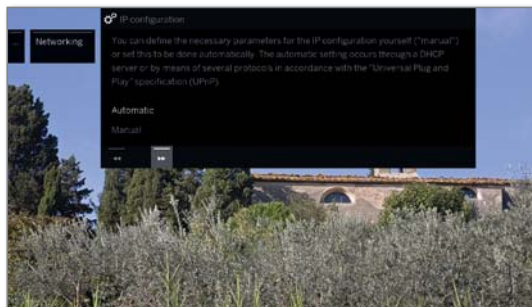 IP configuration
Networking
You can define the necessary parameters for the IP configuration yourself ("manual")
or set this to be done automatically. The automatic setting occurs through a DHCP
server or by means of several protocols in accordance with the "Universal Plug and
Play" specification (UPnP).
Automatic
Manual